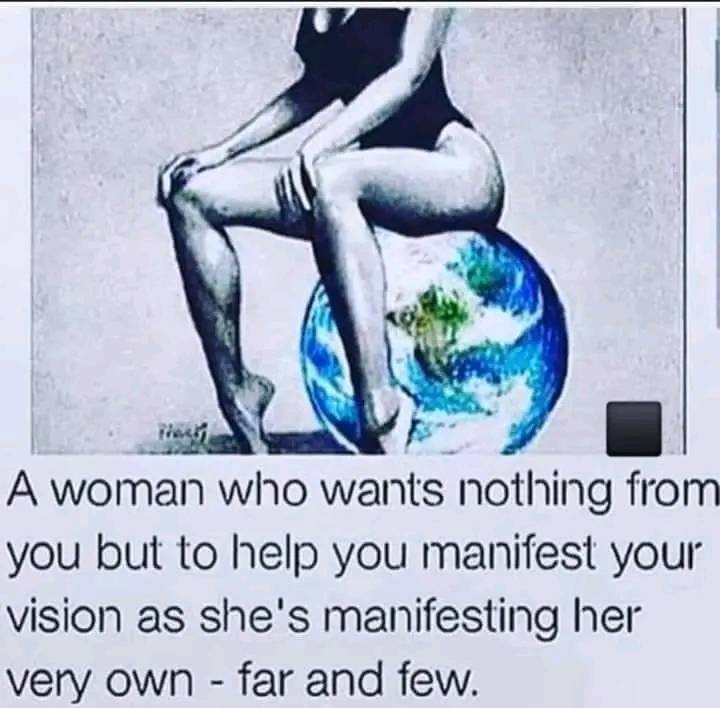 A woman who wants nothing from
you but to help you manifest your
vision as she's manifesting her
very own - far and few.